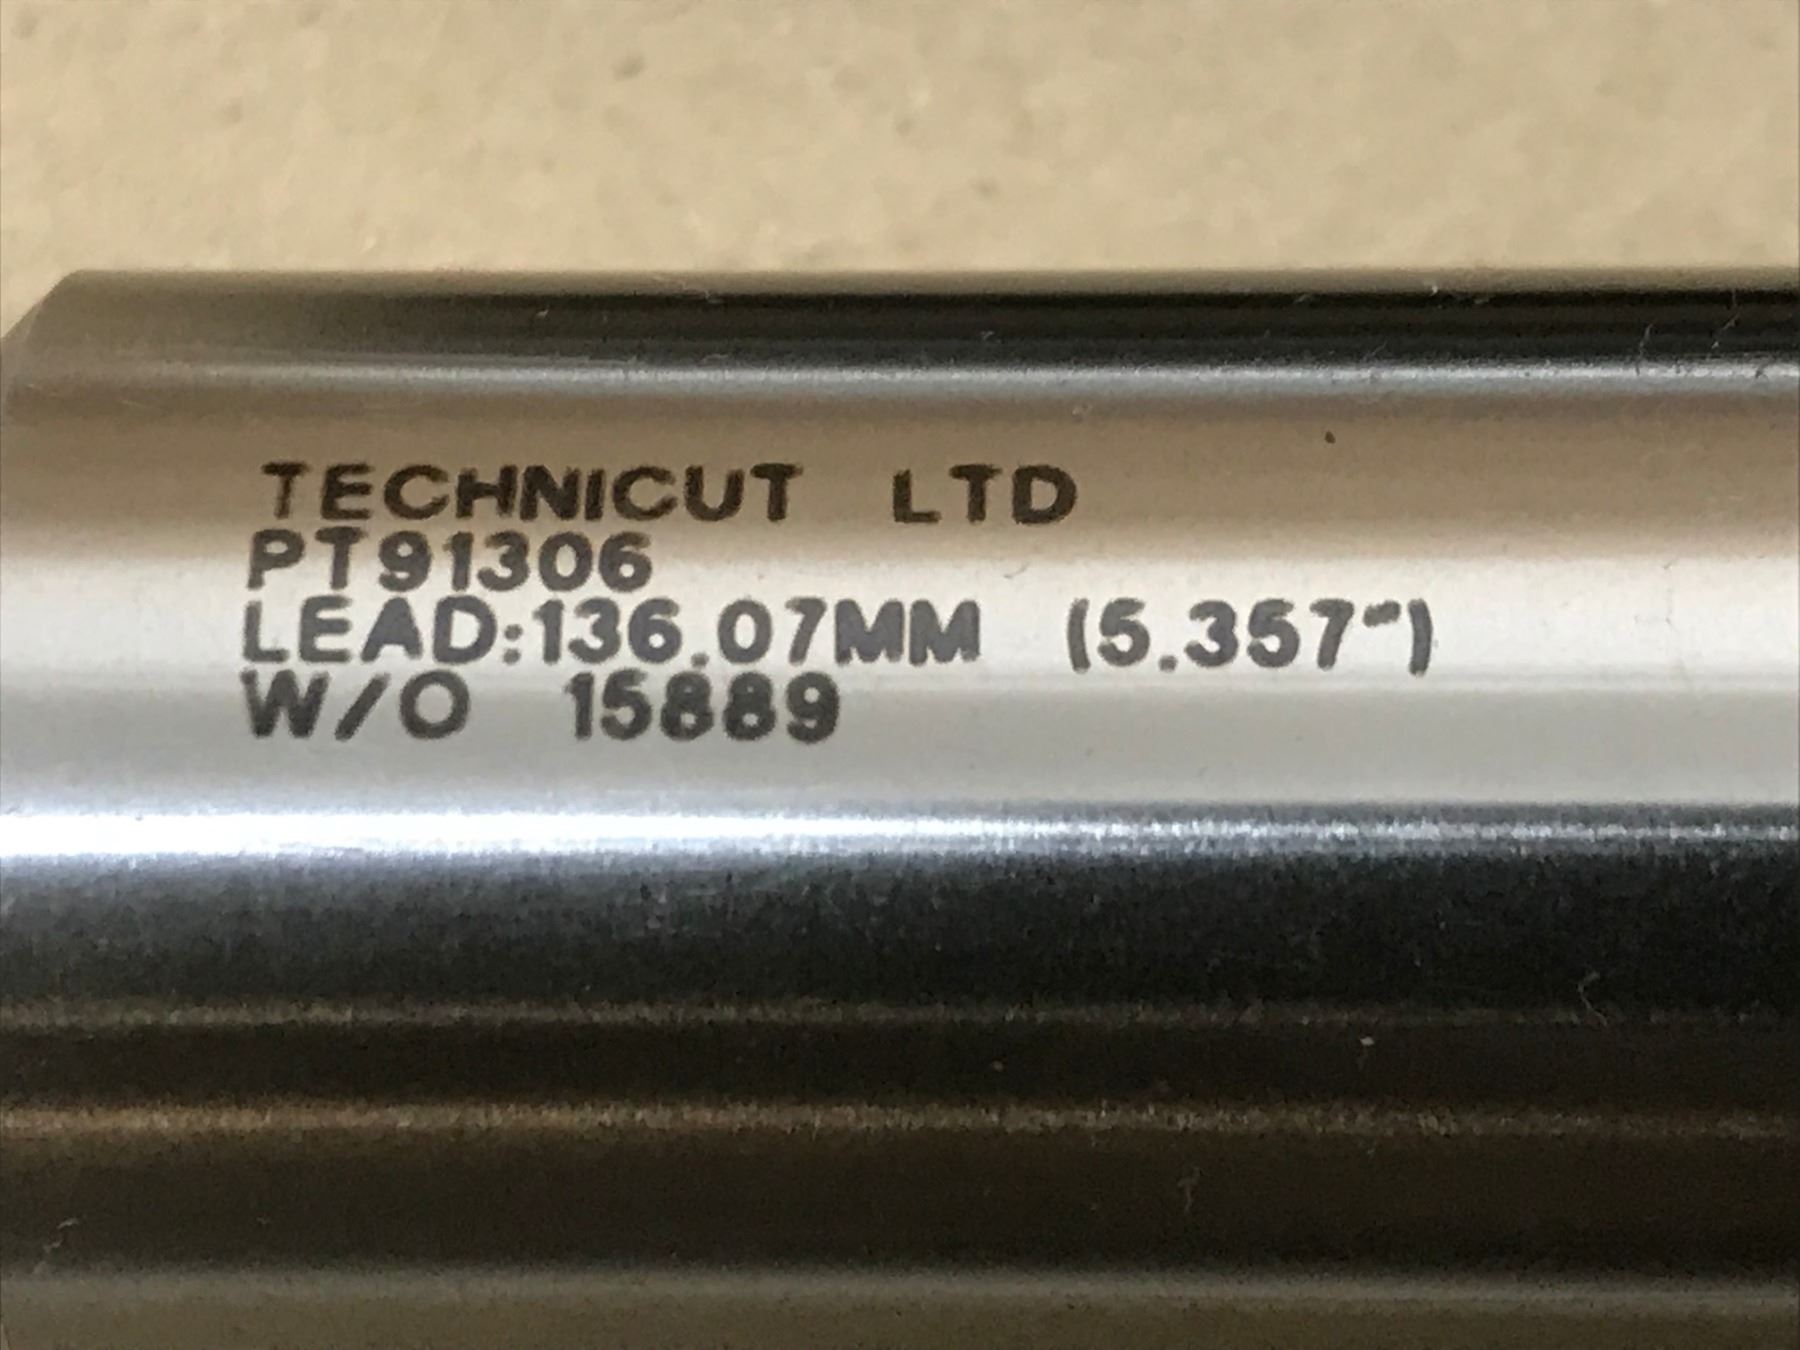 TECHNICUT LTD
PT91306
LEAD:136.07MM (5.357")
W/O 15889